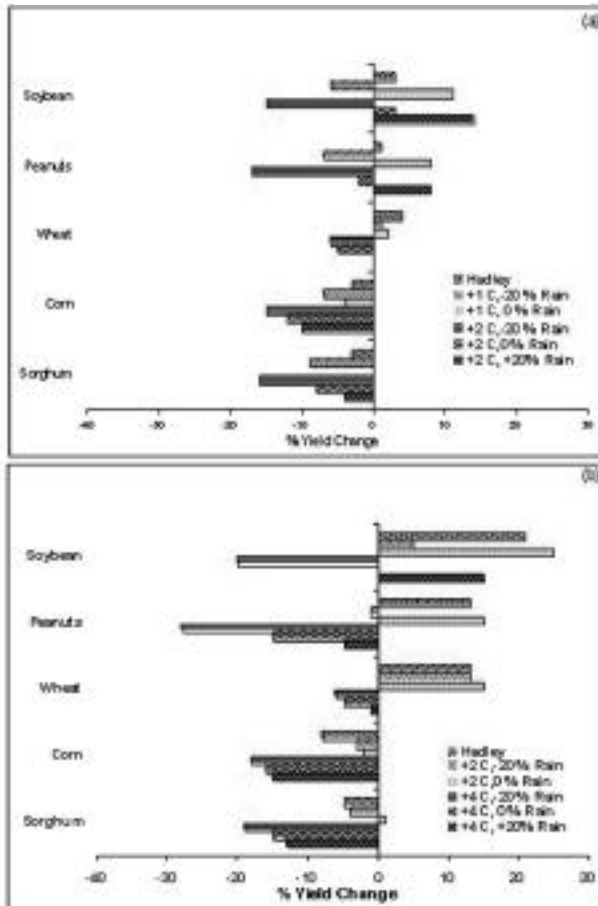 (a)
Soybean
Peanuts
Wheat
Corn
Sorghum
Hadley
+1 C,-20 % Rain
+1 C, 0 % Rain
+2 C,-20 % Rain
+2 C,0% Rain
+2 C, +20% Rain
-40 -30 -20 -10 0 10 20 30
% Yield Change
(b)
Soybean
Peanuts
Wheat
Corn
Sorghum
Hadley
+2 C,-20% Rain
+2 C,0 % Rain
+4 C,-20% Rain
+4 C, 0% Rain
+4 C, +20% Rain
-40 -30 -20 -10 0 10 20 30
% Yield Change